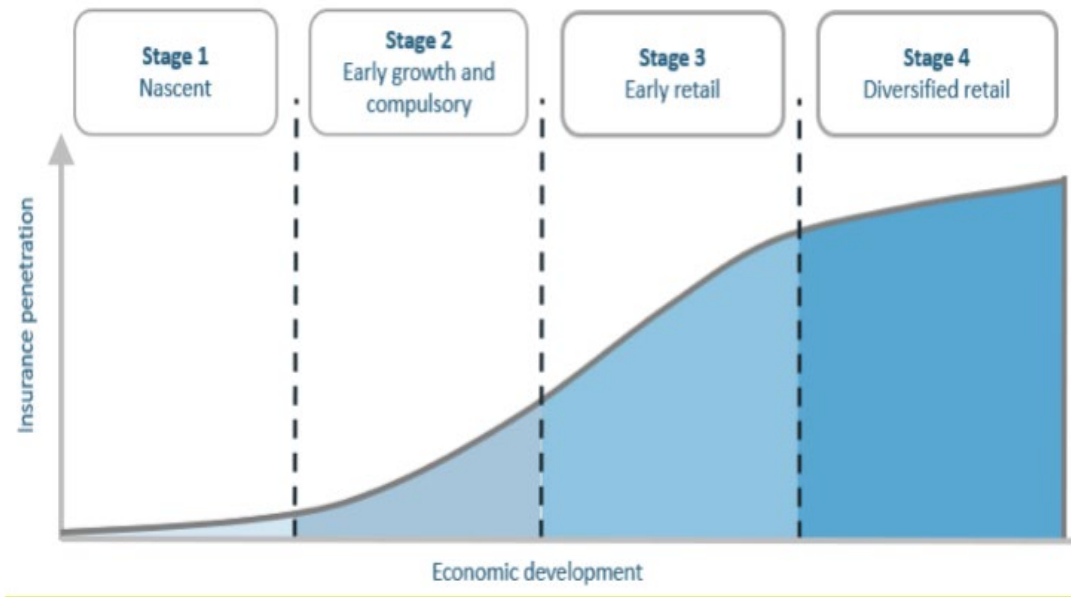 Stage 1
Nascent
Stage 2
Early growth and
compulsory
Stage 3
Early retail
Stage 4
Diversified retail
Insurance penetration
Economic development